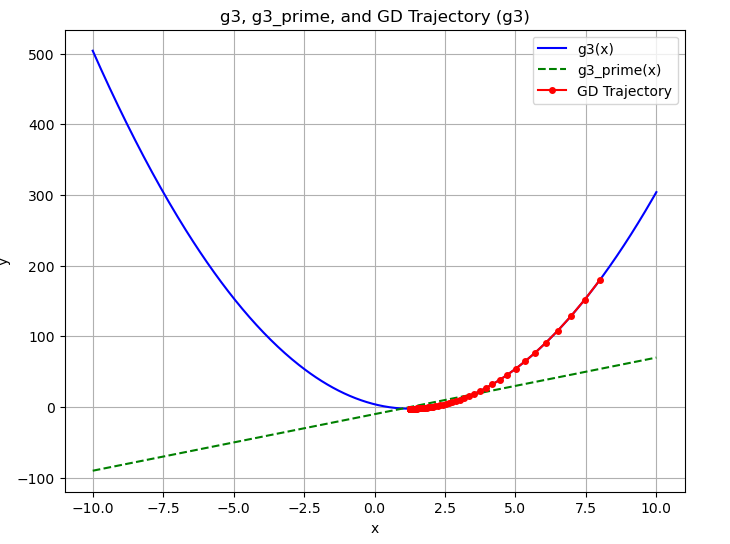 g3, g3_prime, and GD Trajectory (g3)
g3(x)
g3_prime(x)
GD Trajectory
500
400
300
200
100
0
−100
y
−10.0 −7.5 −5.0 −2.5 0.0 2.5 5.0 7.5 10.0
x